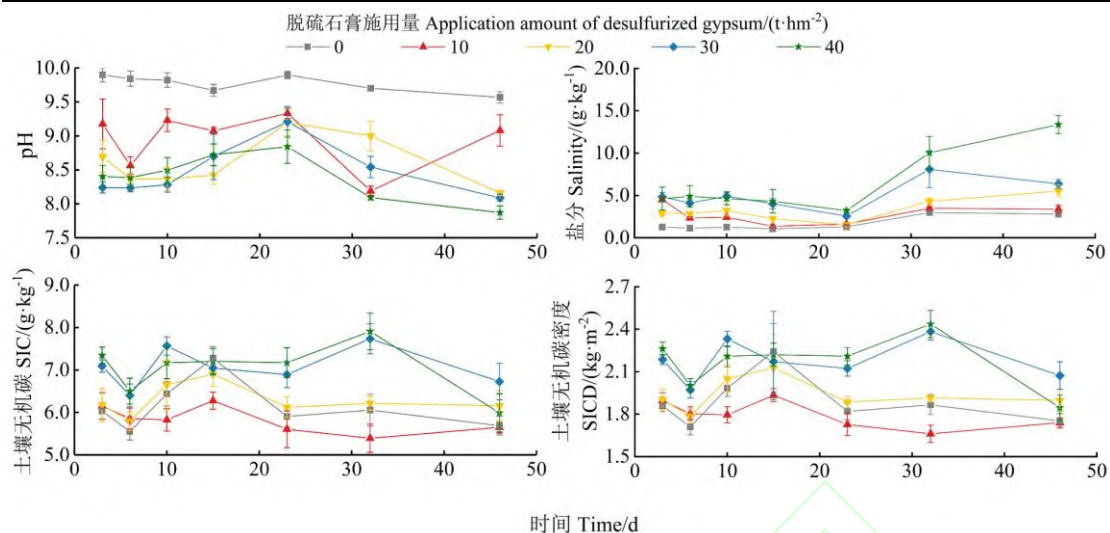 脱硫石膏施用量 Application amount of desulfurized gypsum/(t·hm⁻²)
0 10 20 30 40
10.0
9.5
9.0
8.5
8.0
7.5
pH
0 10 20 30 40 50
20.0
15.0
10.0
5.0
0.0
盐分 Salinity/(g·kg⁻¹)
0 10 20 30 40 50
9.0
8.0
7.0
6.0
5.0
土壤无机碳 SIC/(g·kg⁻¹)
0 10 20 30 40 50
2.7
2.4
2.1
1.8
1.5
土壤无机碳密度
SICD/(kg·m⁻²)
0 10 20 30 40 50
时间 Time/d